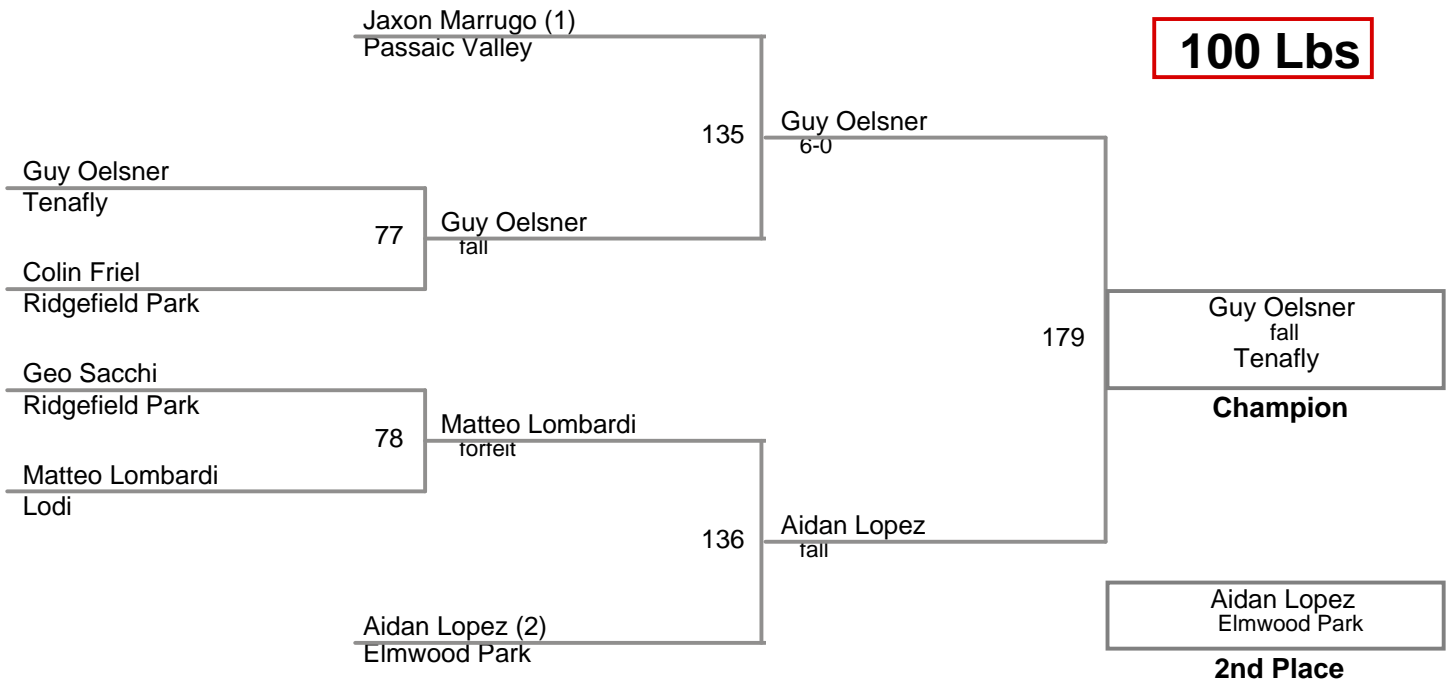 Jaxon Marrugo (1)
Passaic Valley
100 Lbs
135
Guy Oelsner
6-0
Guy Oelsner
Tenafly
77
Guy Oelsner
fall
Colin Friel
Ridgefield Park
179
Guy Oelsner
fall
Tenafly
Champion
Geo Sacchi
Ridgefield Park
78
Matteo Lombardi
forfeit
Matteo Lombardi
Lodi
136
Aidan Lopez
fall
Aidan Lopez (2)
Elmwood Park
Aidan Lopez
Elmwood Park
2nd Place